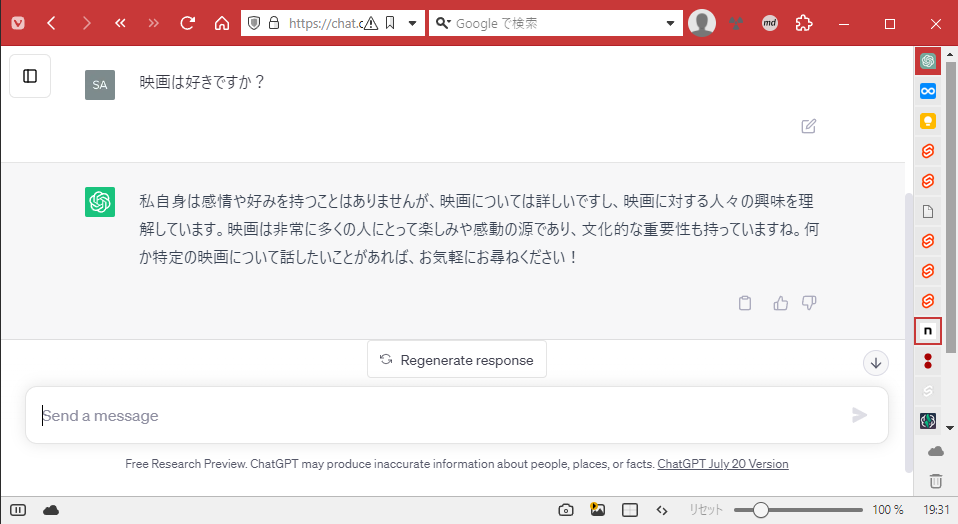 https://chat.c
Google で検索
md
SA
映画は好きですか？
私自身は感情や好みを持つことはありませんが、映画については詳しいですし、映画に対する人々の興味を理
解しています。映画は非常に多くの人にとって楽しみや感動の源であり、文化的な重要性も持っていますね。何
か特定の映画について話したいことがあれば、お気軽にお尋ねください！
n
Regenerate response
Send a message
Free Research Preview. ChatGPT may produce inaccurate information about people, places, or facts. ChatGPT July 20 Version
リセット
100 %
19:31